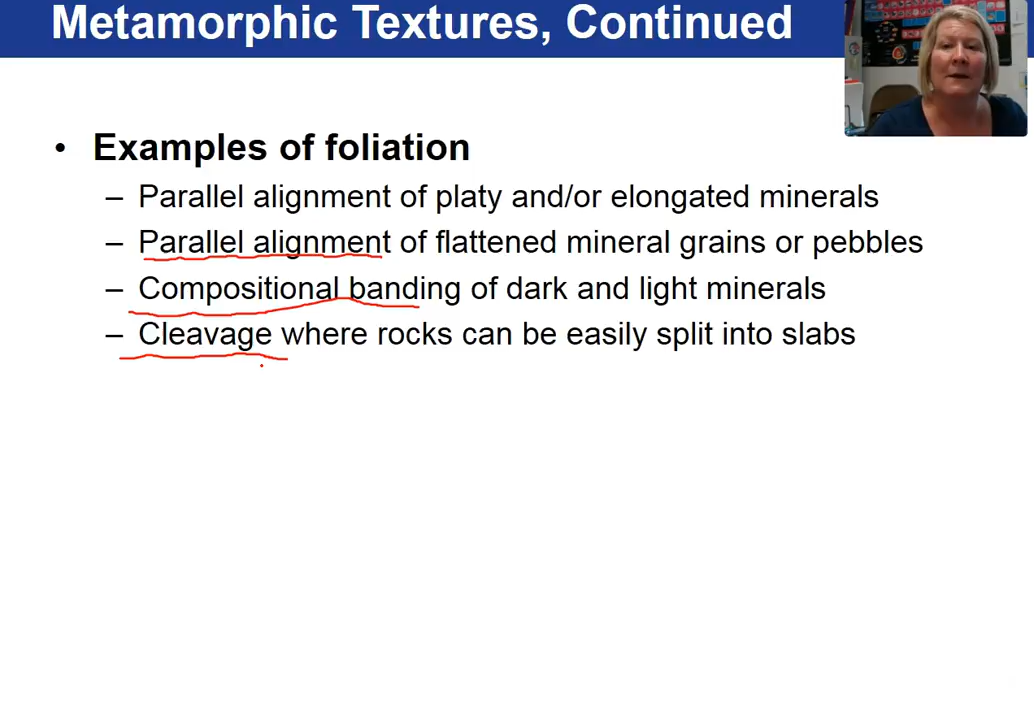 Metamorphic Textures, Continued
• Examples of foliation
– Parallel alignment of platy and/or elongated minerals
– Parallel alignment of flattened mineral grains or pebbles
– Compositional banding of dark and light minerals
– Cleavage where rocks can be easily split into slabs